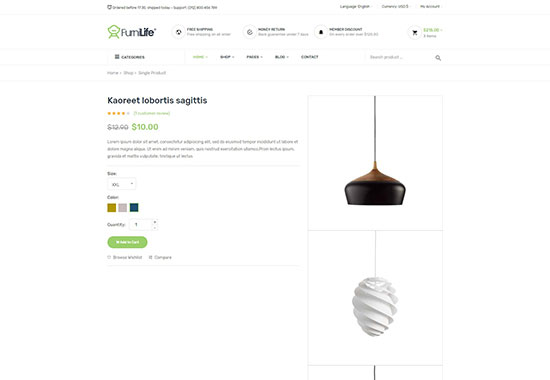 Ordered before 17:30, shipped today - Support: (012) 800 456 789
Language: English
Currency: USD $
My Account
FurniLife
FREE SHIPPING
Free shipping on all order
MONEY RETURN
Back guarantee under 7 days
MEMBER DISCOUNT
On every order over $120.00
$215.00
3 items
CATEGORIES
HOME
SHOP
PAGES
BLOG
CONTACT
Search product ...
Home > Shop > Single Product
Kaoreet lobortis sagittis
(1 customer review)
$12.90 $10.00
Lorem ipsum dolor sit amet, consectetur adipiscing elit, sed do eiusmod tempor incididunt ut labore et
dolore magna aliqua. Ut enim ad minim veniam, quis nostrud exercitation ullamco,Proin lectus ipsum,
gravida et mattis vulputate, tristique ut lectus
Size:
XXL
Color:
Quantity:
1
Add to Cart
Browse Wishlist
Compare